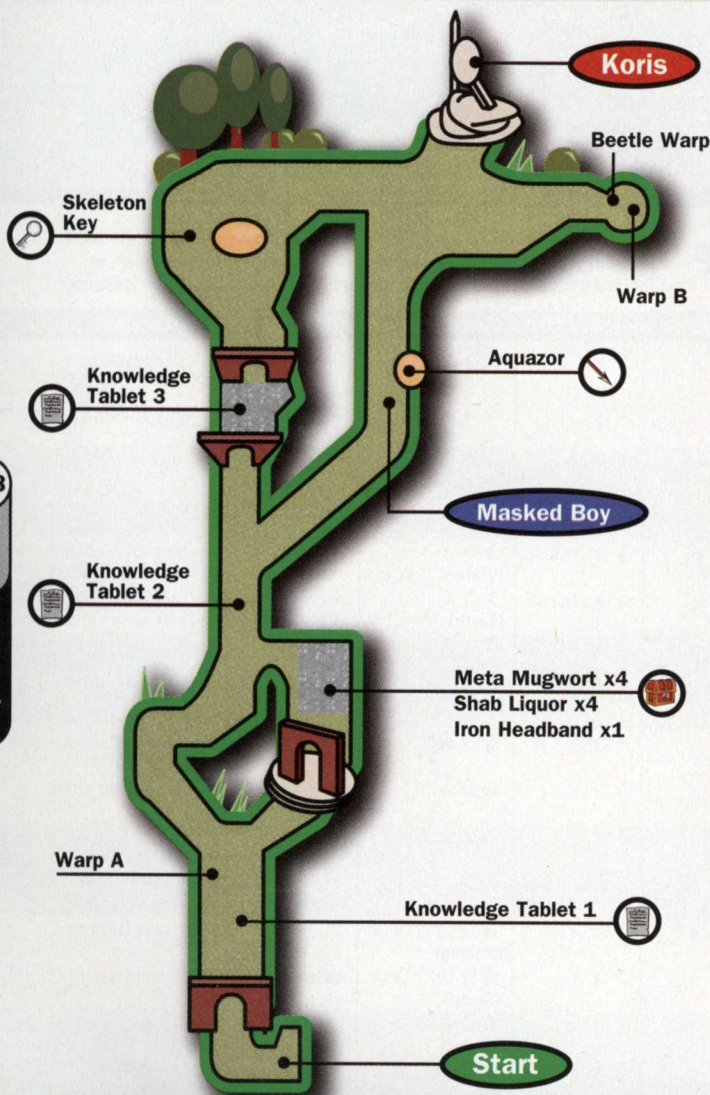 Koris
Beetle Warp
Skeleton
Key
Warp B
Aquazor
Knowledge
Tablet 3
Masked Boy
Knowledge
Tablet 2
Meta Mugwort x4
Shab Liquor x4
Iron Headband x1
Warp A
Knowledge Tablet 1
Start